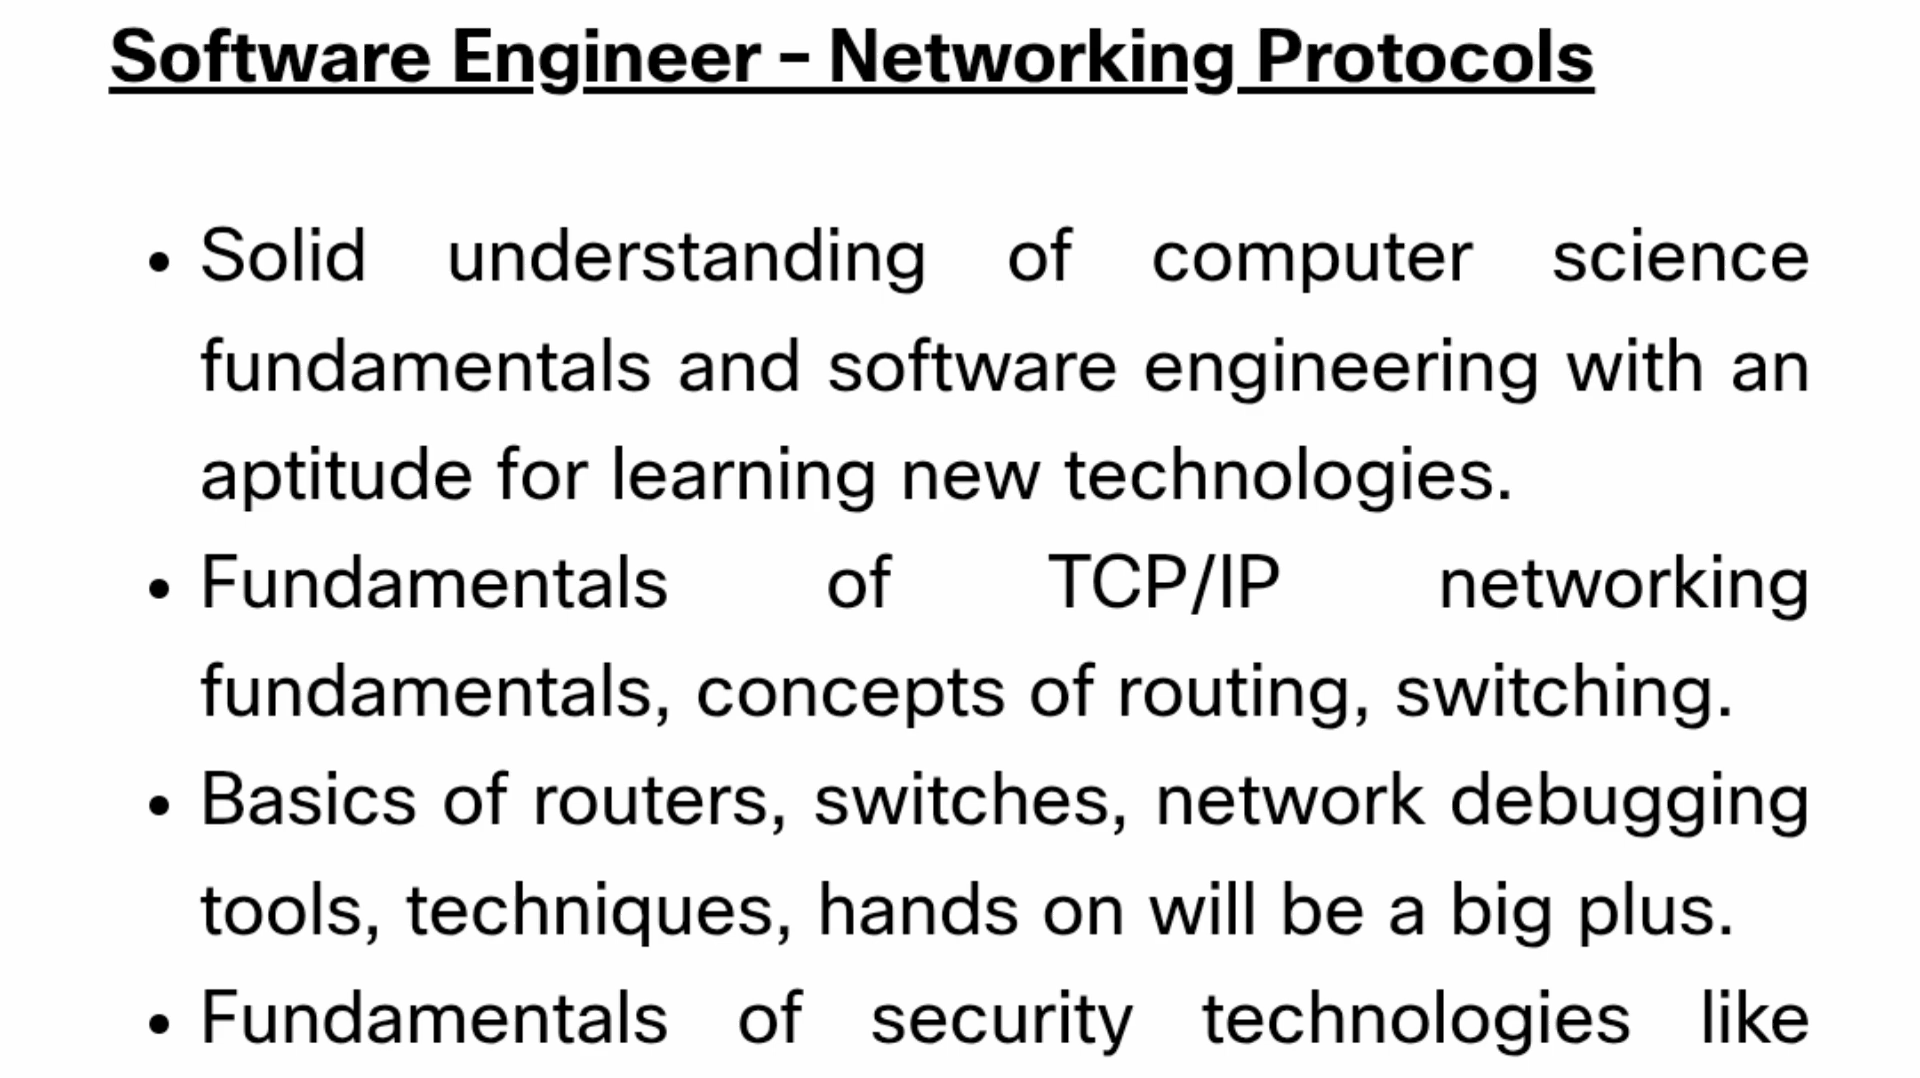 Software Engineer – Networking Protocols
• Solid understanding of computer science
fundamentals and software engineering with an
aptitude for learning new technologies.
• Fundamentals of TCP/IP networking
fundamentals, concepts of routing, switching.
• Basics of routers, switches, network debugging
tools, techniques, hands on will be a big plus.
• Fundamentals of security technologies like